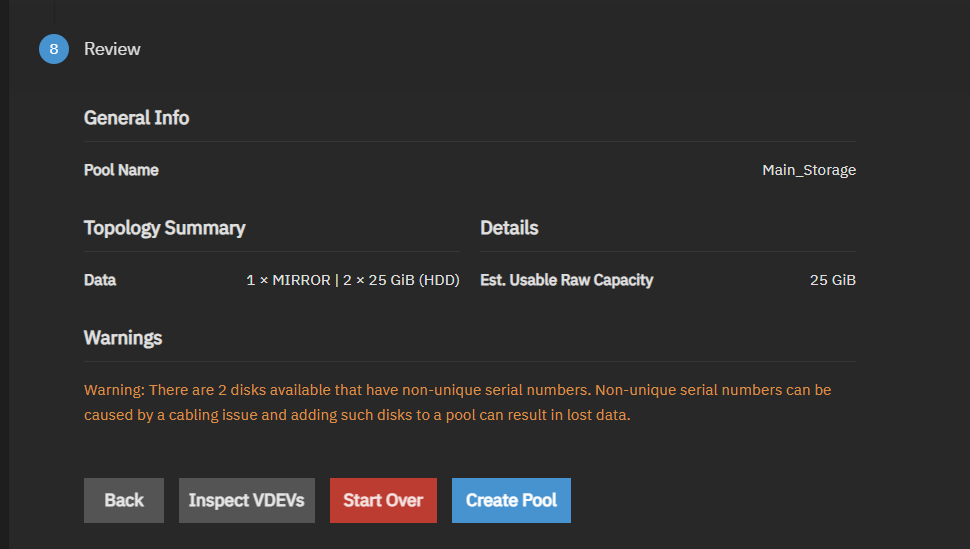 8 Review
General Info
Pool Name Main_Storage
Topology Summary Details
Data 1 × MIRROR | 2 × 25 GiB (HDD) Est. Usable Raw Capacity 25 GiB
Warnings
Warning: There are 2 disks available that have non-unique serial numbers. Non-unique serial numbers can be
caused by a cabling issue and adding such disks to a pool can result in lost data.
Back Inspect VDEVs Start Over Create Pool